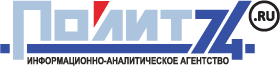 Полит74.RU
ИНФОРМАЦИОННО-АНАЛИТИЧЕСКОЕ АГЕНТСТВО